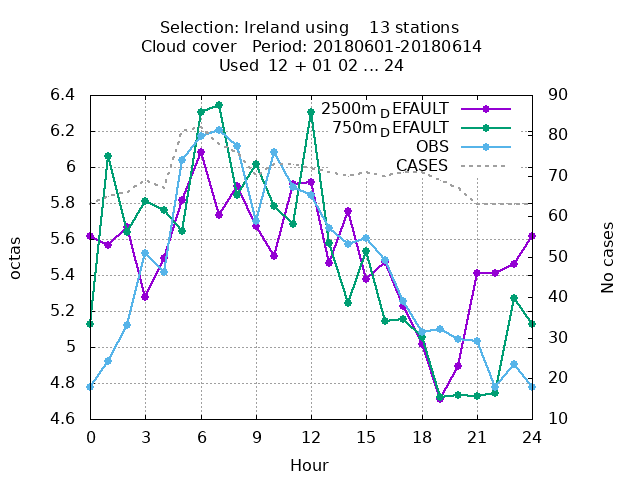 Selection: Ireland using    13 stations
Cloud cover   Period: 20180601-20180614
Used  12 + 01 02 ... 24
2500m_DEFAULT
750m_DEFAULT
OBS
CASES
octas
6.4
6.2
6
5.8
5.6
5.4
5.2
5
4.8
4.6
90
80
70
60
50
40
30
20
10
No cases
0 3 6 9 12 15 18 21 24
Hour